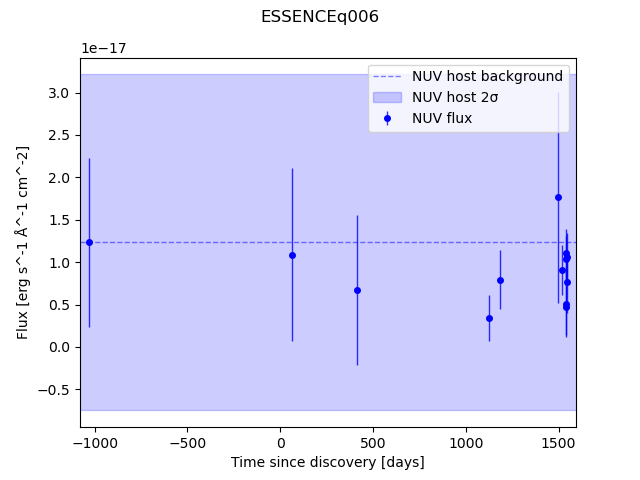 ESSENCEq006
1e−17
NUV host background
NUV host 2σ
NUV flux
3.0
2.5
2.0
1.5
1.0
0.5
0.0
−0.5
Flux [erg s^-1 Å^-1 cm^-2]
−1000
−500
0
500
1000
1500
Time since discovery [days]